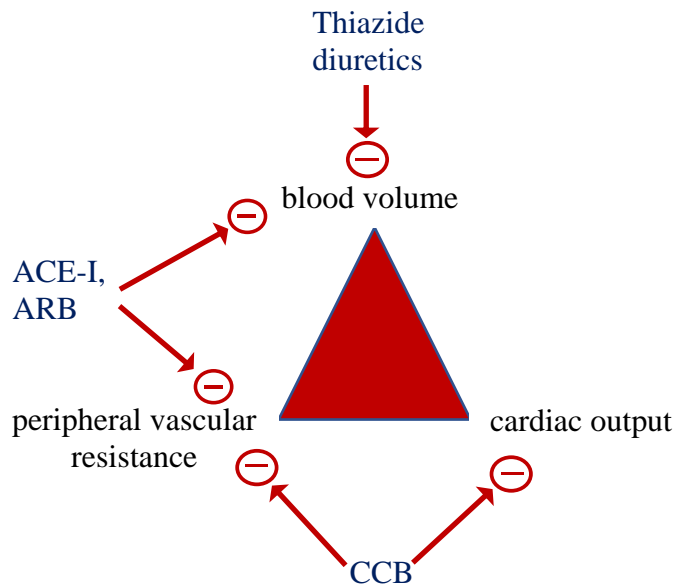 Thiazide
diuretics
blood volume
ACE-I,
ARB
peripheral vascular
resistance
cardiac output
CCB